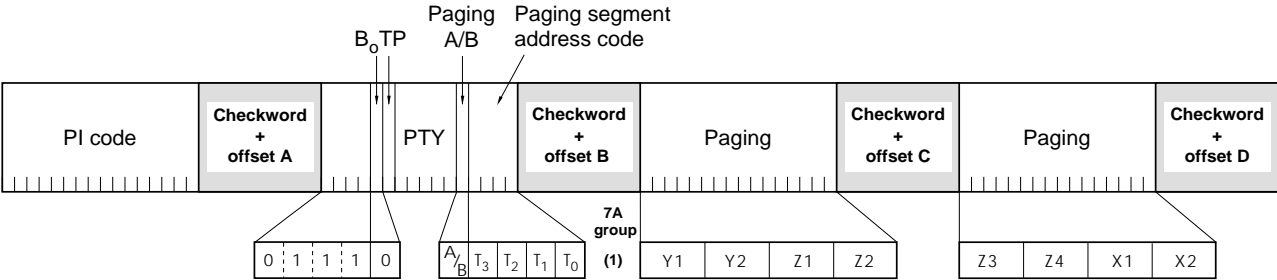 Paging Paging segment
B₀TP A/B address code
PI code Checkword + offset A PTY Checkword + offset B Paging Checkword + offset C Paging Checkword + offset D
7A group
0 1 1 1 0 A/B T₃ T₂ T₁ T₀ (1) Y1 Y2 Z1 Z2 Z3 Z4 X1 X2